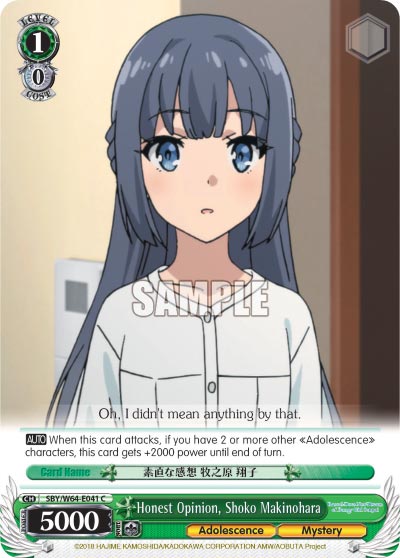 LEVEL
1
0
COST
SAMPLE
Oh, I didn't mean anything by that.
AUTO When this card attacks, if you have 2 or more other «Adolescence»
characters, this card gets +2000 power until end of turn.
Card Name 素直な感想 牧之原 翔子
CH SBY/W64-E041 C
Honest Opinion, Shoko Makinohara
POWER 5000
Adolescence Mystery
©2018 HAJIME KAMOSHIDA/KADOKAWA CORPORATION AMW/AOBUTA Project